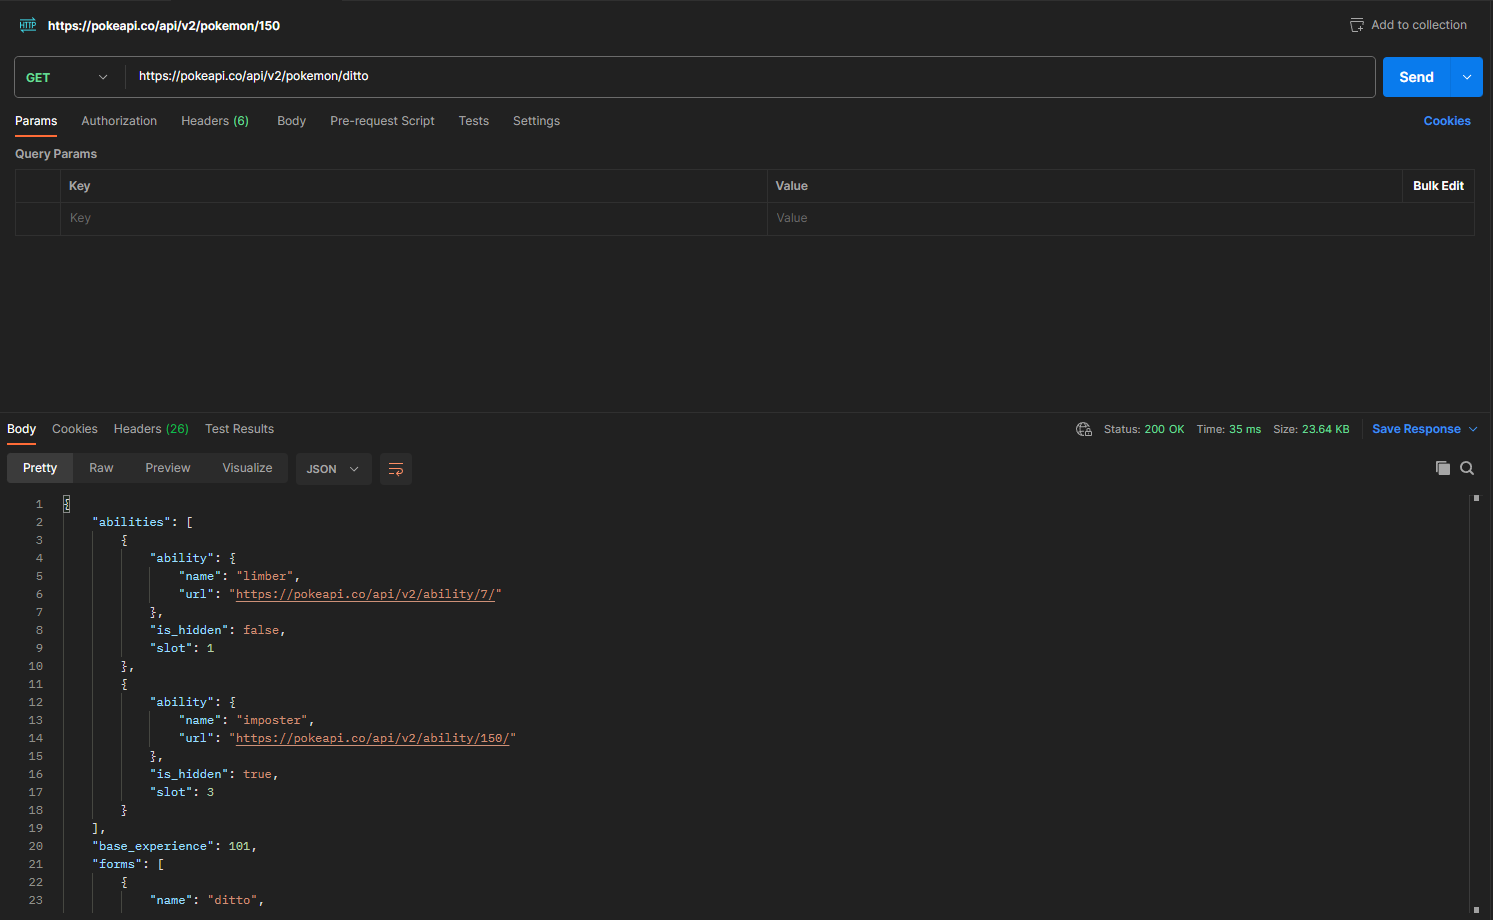 HTTP https://pokeapi.co/api/v2/pokemon/150 Add to collection
GET https://pokeapi.co/api/v2/pokemon/ditto Send
Params Authorization Headers (6) Body Pre-request Script Tests Settings Cookies
Query Params
Key Value Bulk Edit
Key Value
Body Cookies Headers (26) Test Results Status: 200 OK Time: 35 ms Size: 23.64 KB Save Response
Pretty Raw Preview Visualize JSON
1 {
2 "abilities": [
3 {
4 "ability": {
5 "name": "limber",
6 "url": "https://pokeapi.co/api/v2/ability/7/"
7 },
8 "is_hidden": false,
9 "slot": 1
10 },
11 {
12 "ability": {
13 "name": "imposter",
14 "url": "https://pokeapi.co/api/v2/ability/150/"
15 },
16 "is_hidden": true,
17 "slot": 3
18 }
19 ],
20 "base_experience": 101,
21 "forms": [
22 {
23 "name": "ditto",